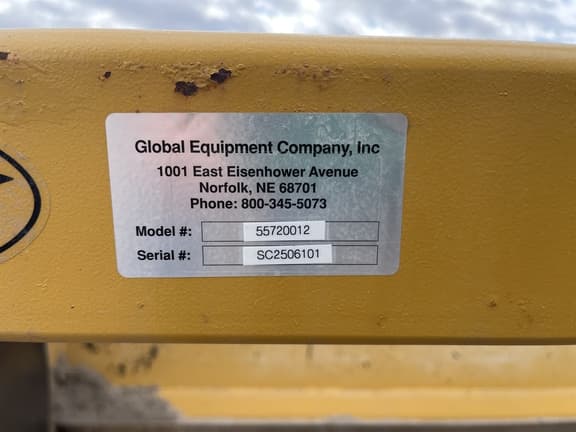 Global Equipment Company, Inc
1001 East Eisenhower Avenue
Norfolk, NE 68701
Phone: 800-345-5073
Model #: 55720012
Serial #: SC2506101